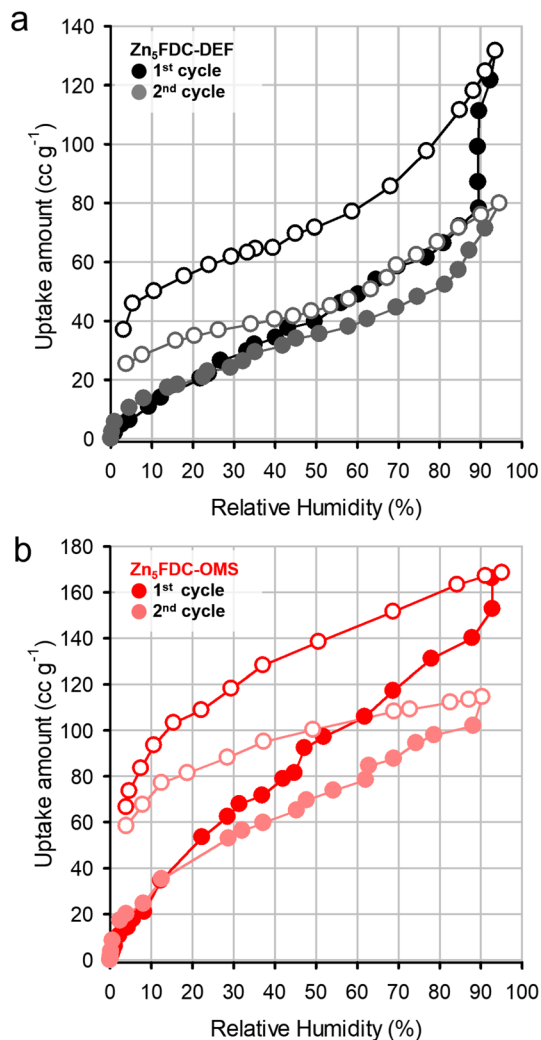 a
Zn₅FDC-DEF
1st cycle
2nd cycle
140
120
100
80
60
40
20
0
Uptake amount (cc g⁻¹)
0 10 20 30 40 50 60 70 80 90 100
Relative Humidity (%)
b
Zn₅FDC-OMS
1st cycle
2nd cycle
180
160
140
120
100
80
60
40
20
0
Uptake amount (cc g⁻¹)
0 10 20 30 40 50 60 70 80 90 100
Relative Humidity (%)